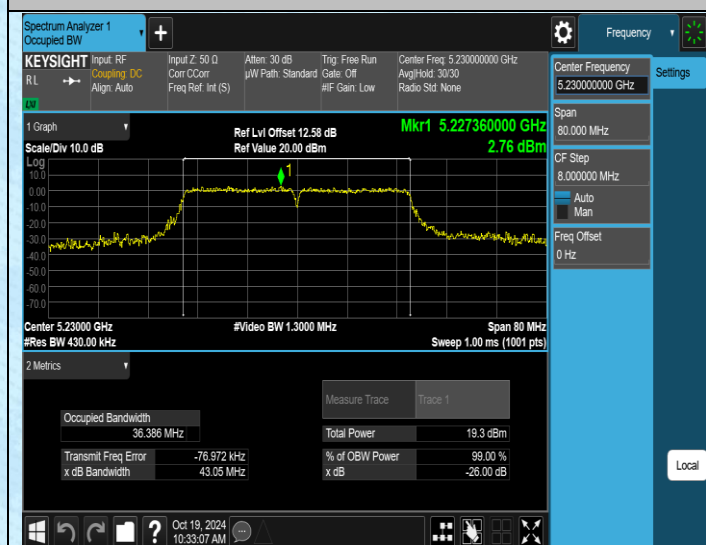 Spectrum Analyzer 1
Occupied BW
Frequency
KEYSIGHT
RL
LXI
Input: RF
Coupling: DC
Align: Auto
Input Z: 50 Ω
Corr CCorr
Freq Ref: Int (S)
Atten: 30 dB
µW Path: Standard
Trig: Free Run
Gate: Off
#IF Gain: Low
Center Freq: 5.230000000 GHz
Avg|Hold: 30/30
Radio Std: None
Center Frequency
5.230000000 GHz
Settings
Span
80.000 MHz
CF Step
8.000000 MHz
Auto
Man
Freq Offset
0 Hz
1 Graph
Scale/Div 10.0 dB
Ref Lvl Offset 12.58 dB
Ref Value 20.00 dBm
Mkr1 5.227360000 GHz
2.76 dBm
Log
10.0
0.00
-10.0
-20.0
-30.0
-40.0
-50.0
-60.0
-70.0
1
Center 5.23000 GHz
#Res BW 430.00 kHz
#Video BW 1.3000 MHz
Span 80 MHz
Sweep 1.00 ms (1001 pts)
2 Metrics
Measure Trace
Trace 1
Occupied Bandwidth
36.386 MHz
Total Power
19.3 dBm
Transmit Freq Error
-76.972 kHz
% of OBW Power
99.00 %
x dB Bandwidth
43.05 MHz
x dB
-26.00 dB
Local
?
Oct 19, 2024
10:33:07 AM